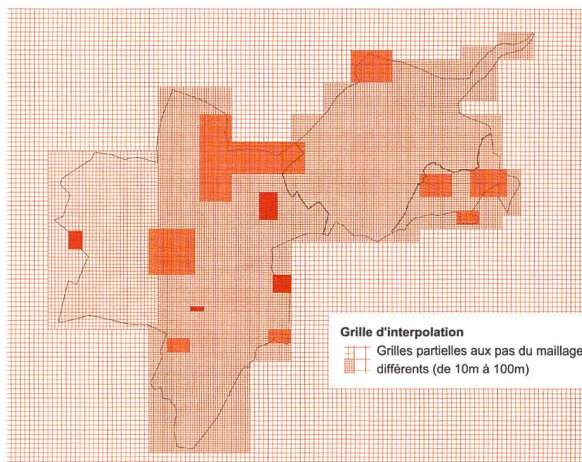 Grille d'interpolation
Grilles partielles aux pas du maillage
différents (de 10m à 100m)